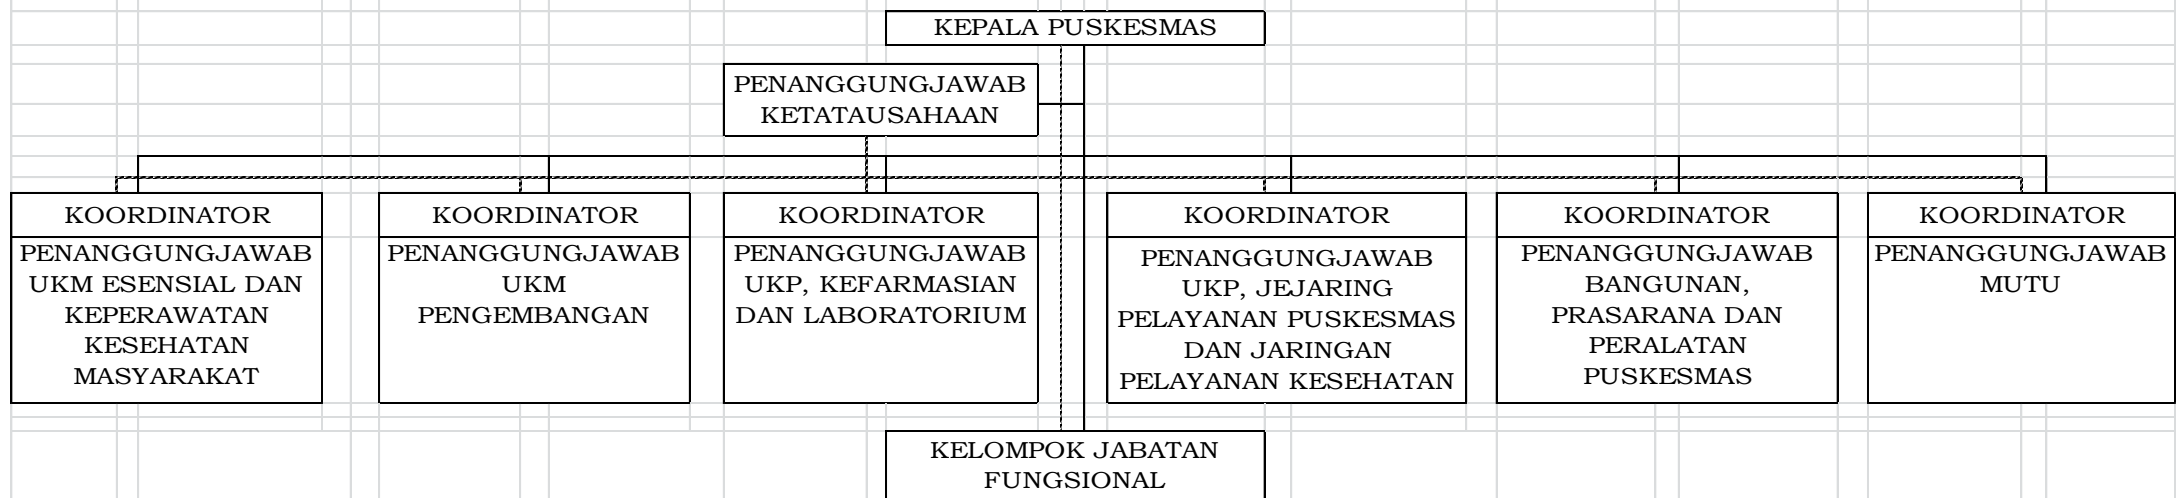 KEPALA PUSKESMAS
PENANGGUNGJAWAB
KETATAUSAHAAN
KOORDINATOR
PENANGGUNGJAWAB
UKM ESENSIAL DAN
KEPERAWATAN
KESEHATAN
MASYARAKAT
KOORDINATOR
PENANGGUNGJAWAB
UKM
PENGEMBANGAN
KOORDINATOR
PENANGGUNGJAWAB
UKP, KEFARMASIAN
DAN LABORATORIUM
KOORDINATOR
PENANGGUNGJAWAB
UKP, JEJARING
PELAYANAN PUSKESMAS
DAN JARINGAN
PELAYANAN KESEHATAN
KOORDINATOR
PENANGGUNGJAWAB
BANGUNAN,
PRASARANA DAN
PERALATAN
PUSKESMAS
KOORDINATOR
PENANGGUNGJAWAB
MUTU
KELOMPOK JABATAN
FUNGSIONAL